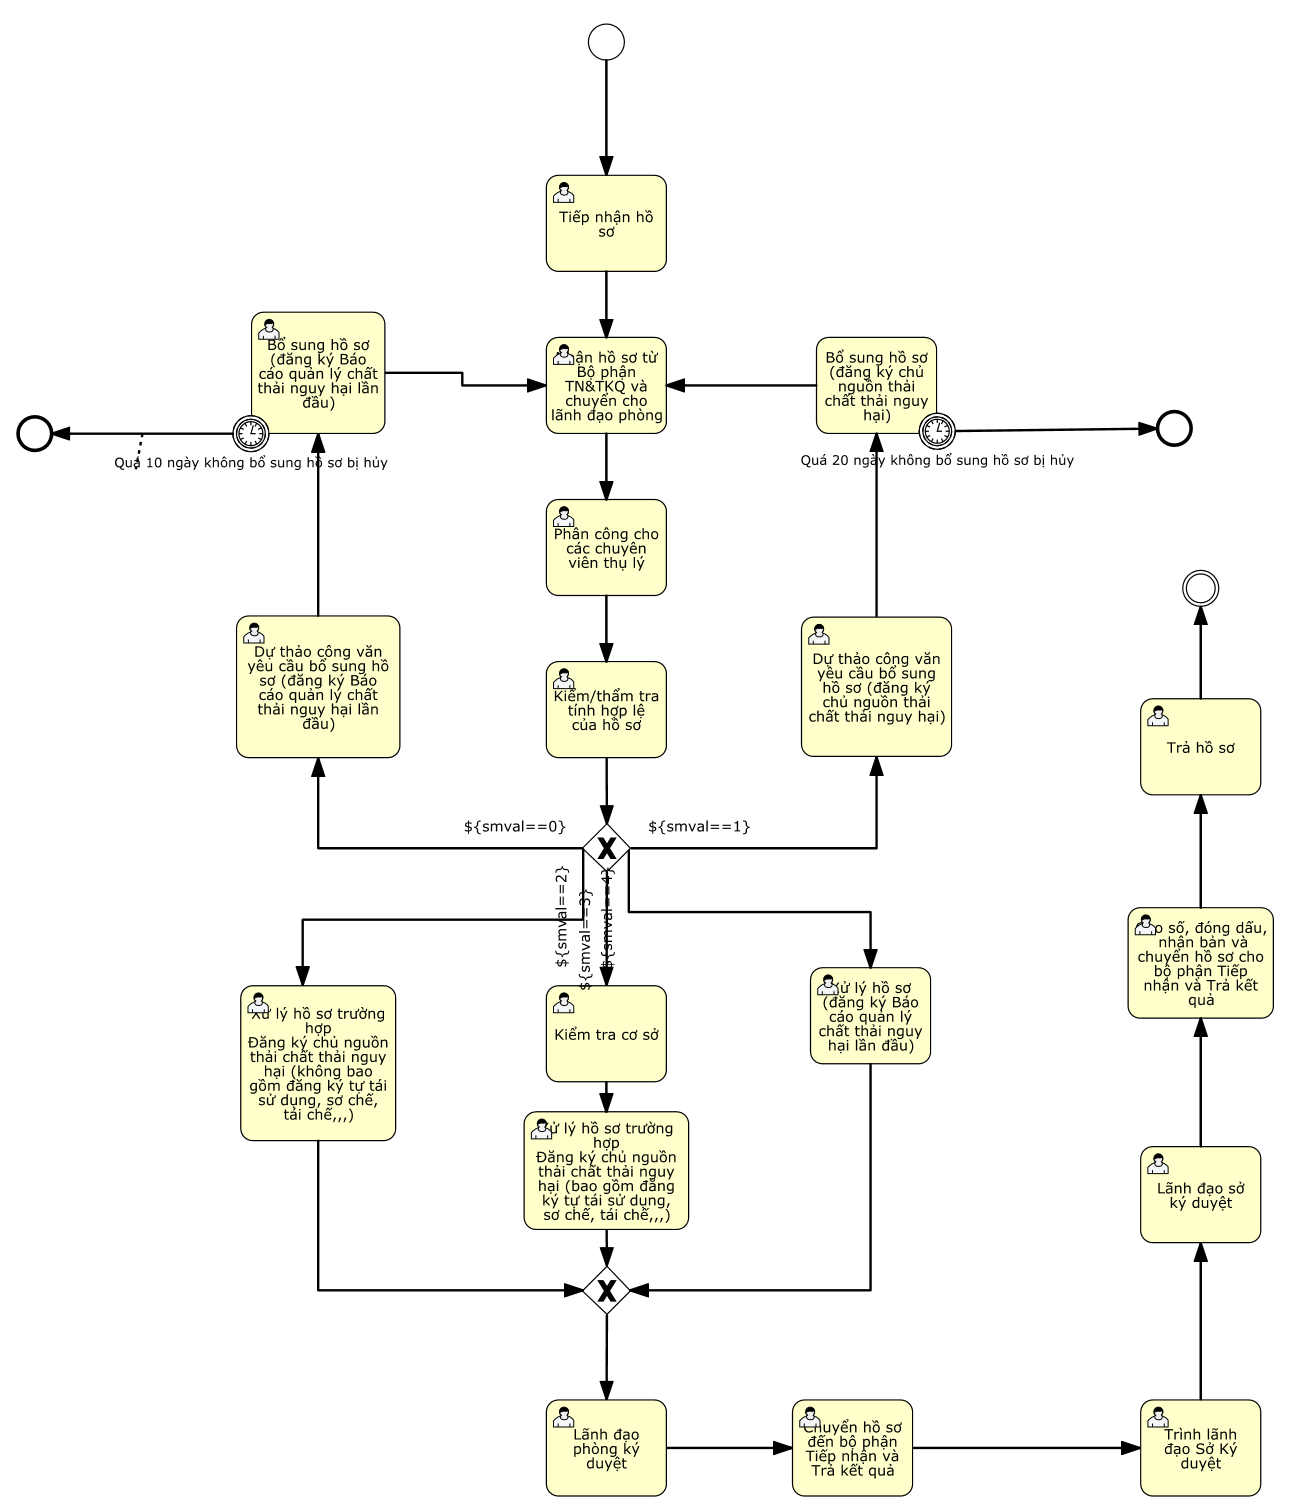 Tiếp nhận hồ
sơ
Bổ sung hồ sơ
(đăng ký Báo
cáo quản lý chất
thải nguy hại lần
đầu)
hồ sơ từ
Bộ phận
TN&TKQ và
chuyển cho
lãnh đạo phòng
Bổ sung hồ sơ
(đăng ký chủ
nguồn thải
chất thải nguy
hại)
Quá 10 ngày không bổ sung hồ sơ bị hủy
Quá 20 ngày không bổ sung hồ sơ bị hủy
Phân công cho
các chuyên
viên thụ lý
Dự thảo công văn
yêu cầu bổ sung hồ
sơ (đăng ký Báo
cáo quản lý chất
thải nguy hại lần
đầu)
Kiểm/thẩm tra
tính hợp lệ
của hồ sơ
Dự thảo công văn
yêu cầu bổ sung
hồ sơ (đăng ký
chủ nguồn thải
chất thải nguy hại)
Trả hồ sơ
${smval==0}
${smval==1}
${smval==2}
${smval==3}
${smval==4}
số, đóng dấu,
nhân bản và
chuyển hồ sơ cho
bộ phận Tiếp
nhận và Trả kết
quả
Xử lý hồ sơ trường
hợp
Đăng ký chủ nguồn
thải chất thải nguy
hại (không bao
gồm đăng ký tự tái
sử dụng, sơ chế,
tái chế,,,)
Kiểm tra cơ sở
Xử lý hồ sơ
(đăng ký Báo
cáo quản lý
chất thải nguy
hại lần đầu)
Xử lý hồ sơ trường
hợp
Đăng ký chủ nguồn
thải chất thải nguy
hại (bao gồm đăng
ký tự tái sử dụng,
sơ chế, tái chế,,,)
Lãnh đạo sở
ký duyệt
Lãnh đạo
phòng ký
duyệt
Chuyển hồ sơ
đến bộ phận
Tiếp nhận và
Trả kết quả
Trình lãnh
đạo Sở Ký
duyệt